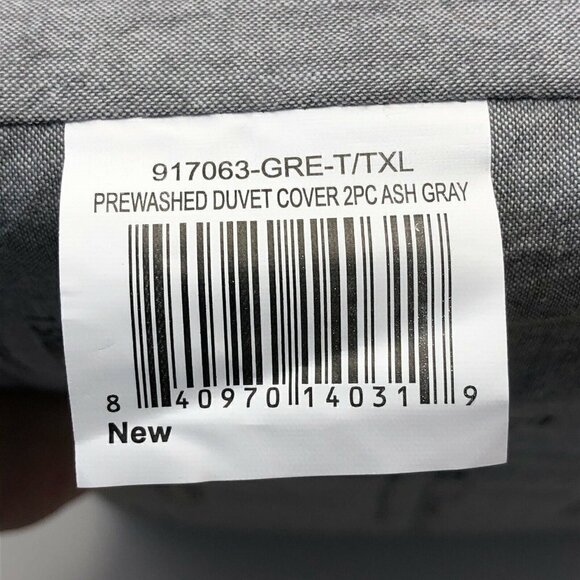 917063-GRE-T/TXL
PREWASHED DUVET COVER 2PC ASH GRAY
8 40970 14031 9
New